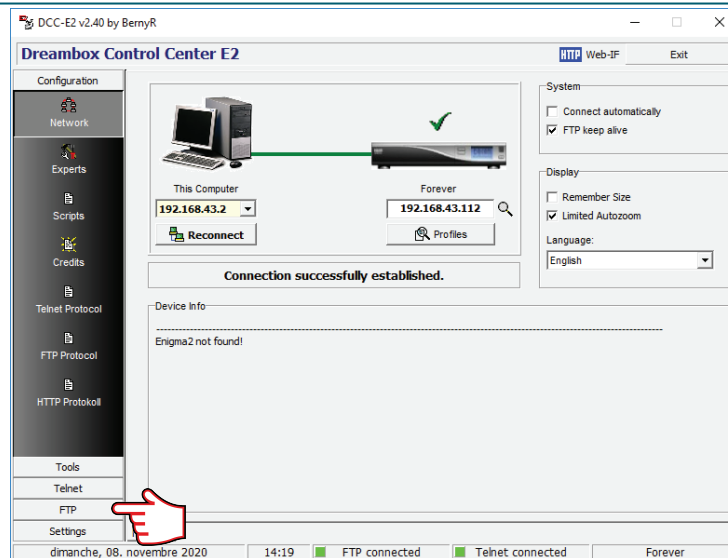 DCC-E2 v2.40 by BernyR
Dreambox Control Center E2
HTTP Web-IF
Exit
Configuration
Network
Experts
Scripts
Credits
Telnet Protocol
FTP Protocol
HTTP Protokoll
Tools
Telnet
FTP
Settings
This Computer
192.168.43.2
Reconnect
Forever
192.168.43.112
Profiles
Connection successfully established.
System
Connect automatically
FTP keep alive
Display
Remember Size
Limited Autozoom
Language:
English
Device Info
--------------------------------------------------------------------------------
Enigma2 not found!
dimanche, 08. novembre 2020
14:19
FTP connected
Telnet connected
Forever